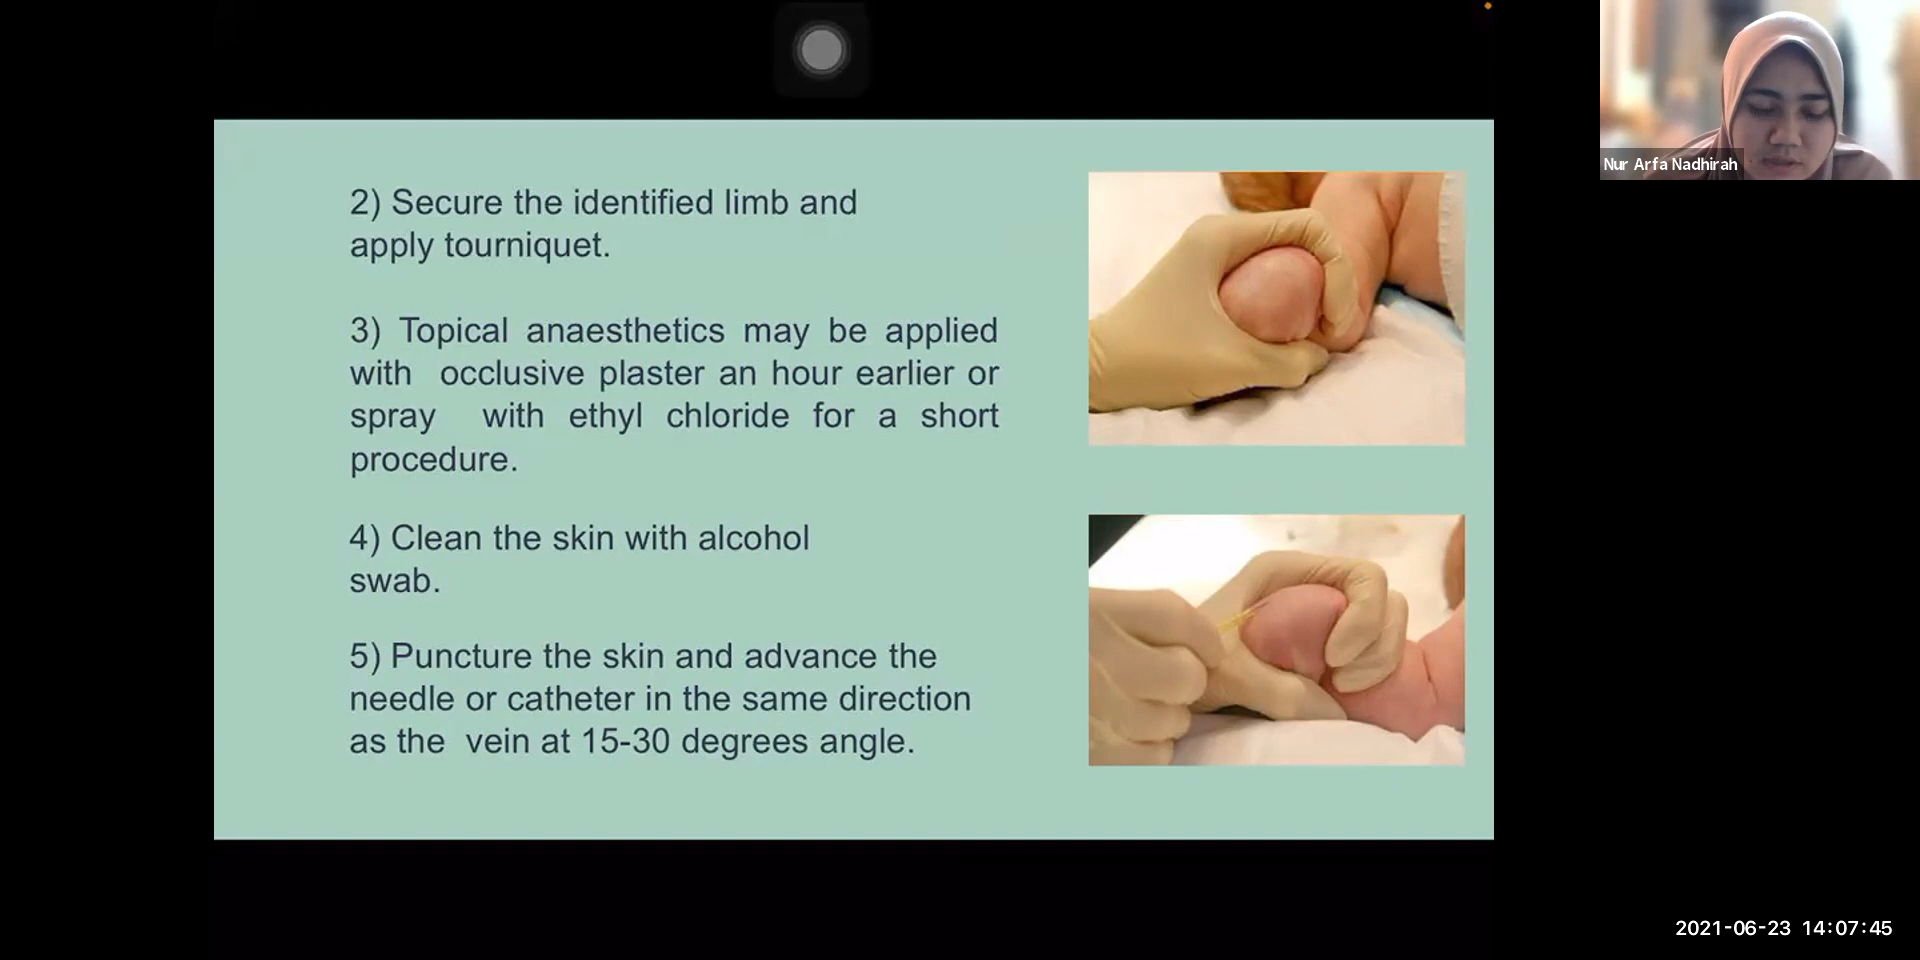 2) Secure the identified limb and
apply tourniquet.
3) Topical anaesthetics may be applied
with occlusive plaster an hour earlier or
spray with ethyl chloride for a short
procedure.
4) Clean the skin with alcohol
swab.
5) Puncture the skin and advance the
needle or catheter in the same direction
as the vein at 15-30 degrees angle.
Nur Arfa Nadhirah
2021-06-23 14:07:45